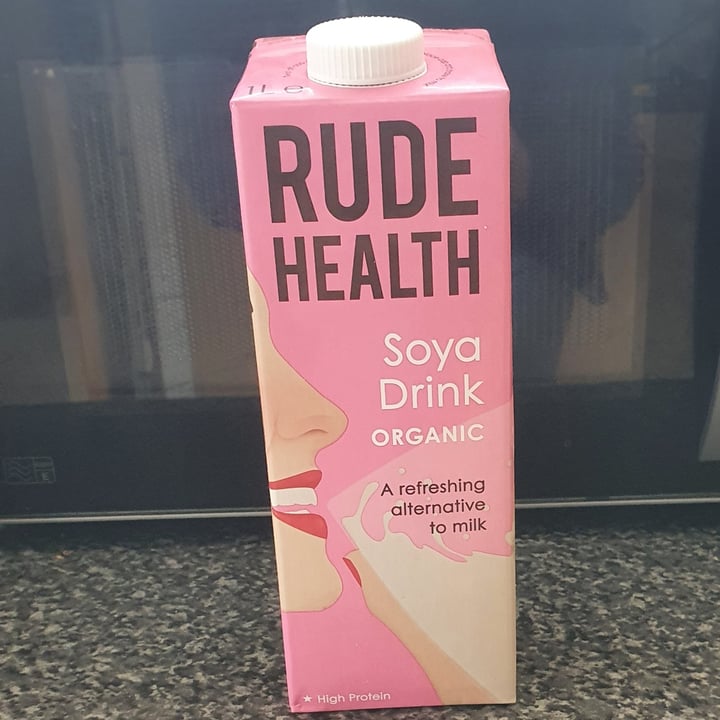 1L e
RUDE
HEALTH
Soya
Drink
ORGANIC
A refreshing
alternative
to milk
★ High Protein